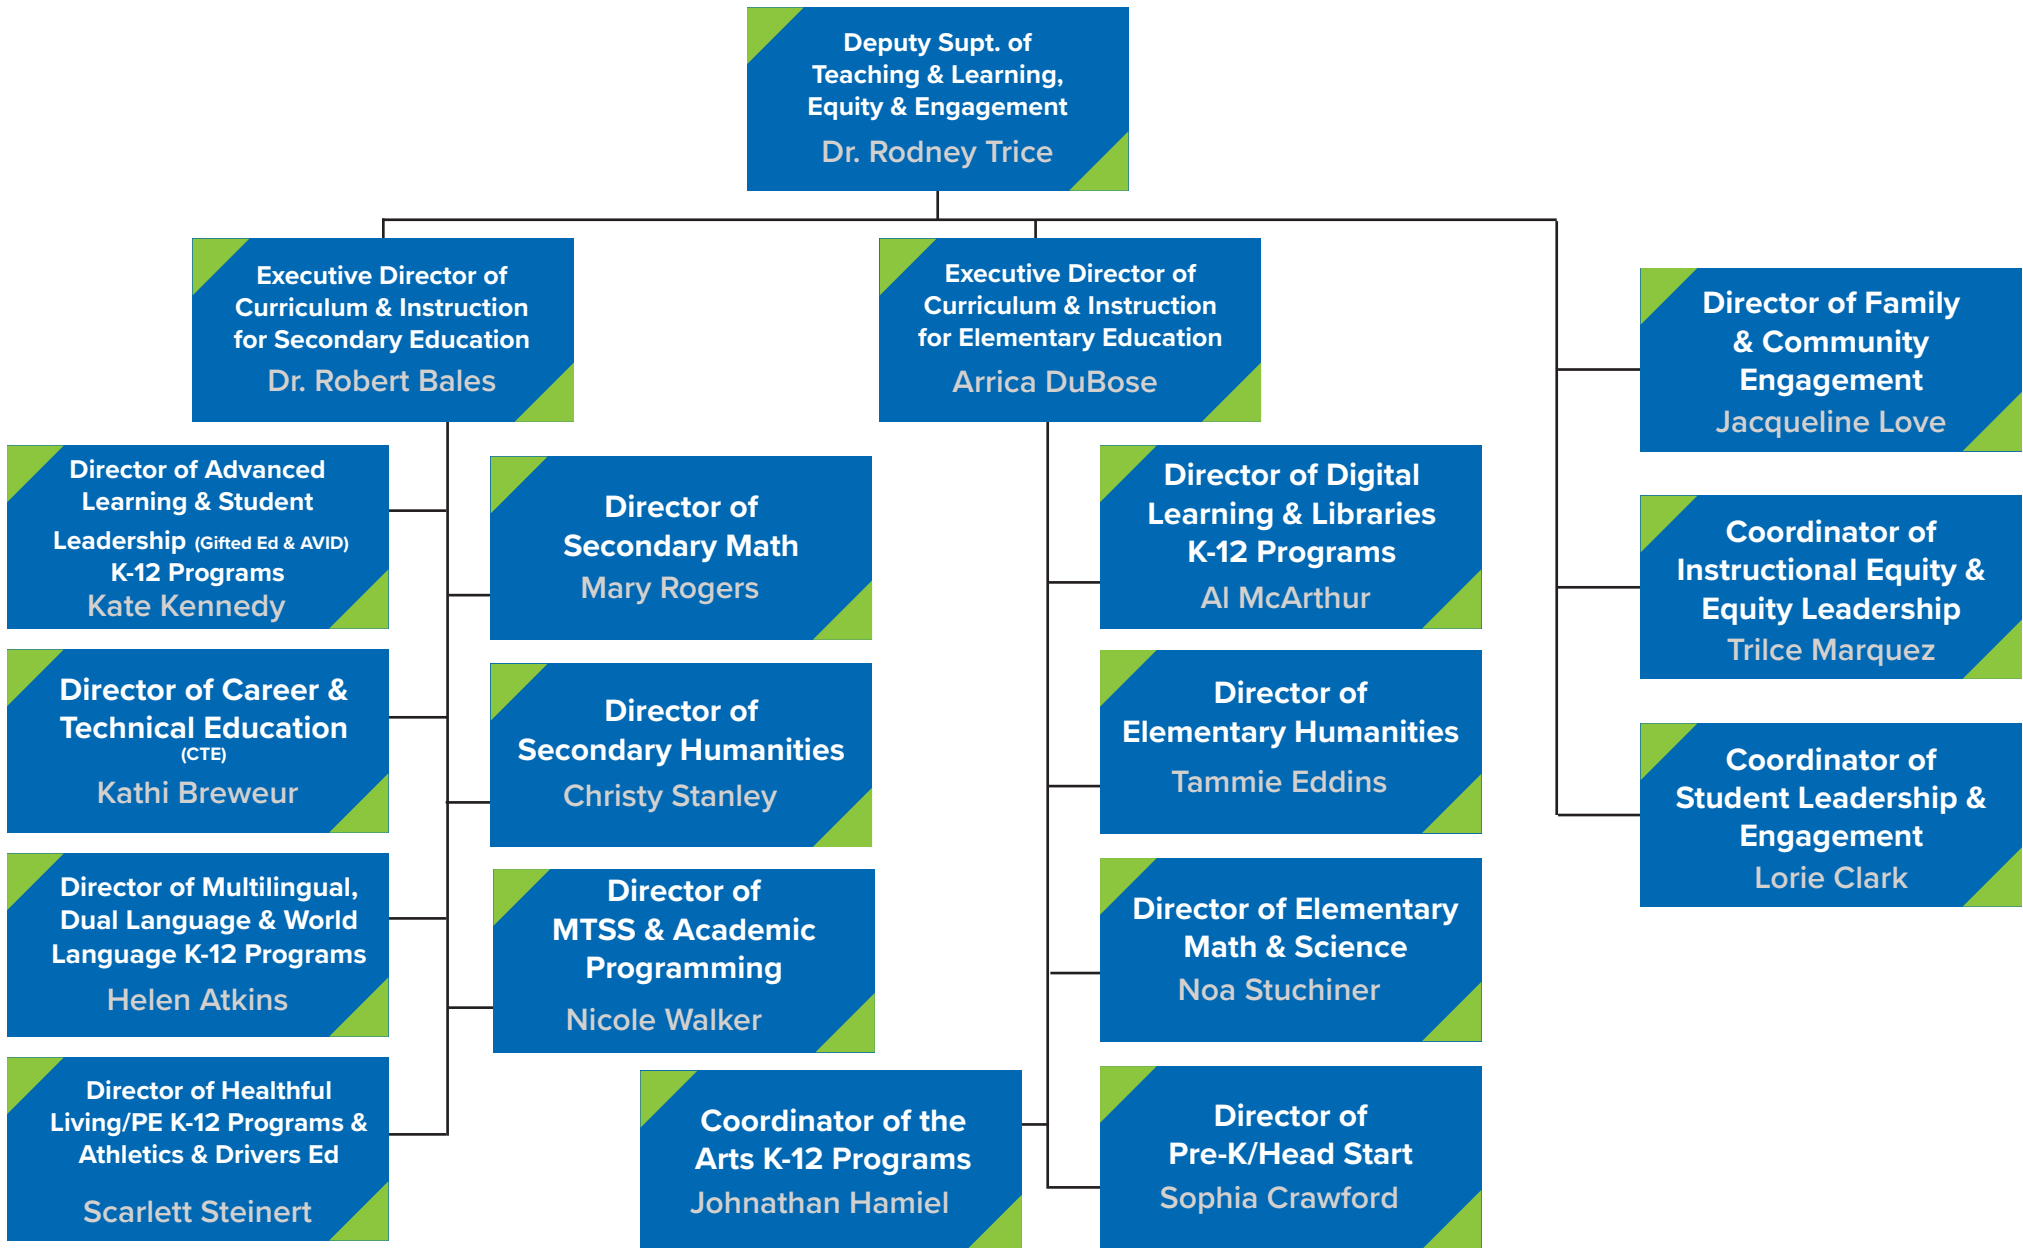 Deputy Supt. of
Teaching & Learning,
Equity & Engagement
Dr. Rodney Trice
Executive Director of
Curriculum & Instruction
for Secondary Education
Dr. Robert Bales
Executive Director of
Curriculum & Instruction
for Elementary Education
Arrica DuBose
Director of Family
& Community
Engagement
Jacqueline Love
Director of Advanced
Learning & Student
Leadership (Gifted Ed & AVID)
K-12 Programs
Kate Kennedy
Director of
Secondary Math
Mary Rogers
Director of Digital
Learning & Libraries
K-12 Programs
Al McArthur
Coordinator of
Instructional Equity &
Equity Leadership
Trilce Marquez
Director of Career &
Technical Education
(CTE)
Kathi Breweur
Director of
Secondary Humanities
Christy Stanley
Director of
Elementary Humanities
Tammie Eddins
Coordinator of
Student Leadership &
Engagement
Lorie Clark
Director of Multilingual,
Dual Language & World
Language K-12 Programs
Helen Atkins
Director of
MTSS & Academic
Programming
Nicole Walker
Director of Elementary
Math & Science
Noa Stuchiner
Director of Healthful
Living/PE K-12 Programs &
Athletics & Drivers Ed
Scarlett Steinert
Coordinator of the
Arts K-12 Programs
Johnathan Hamiel
Director of
Pre-K/Head Start
Sophia Crawford